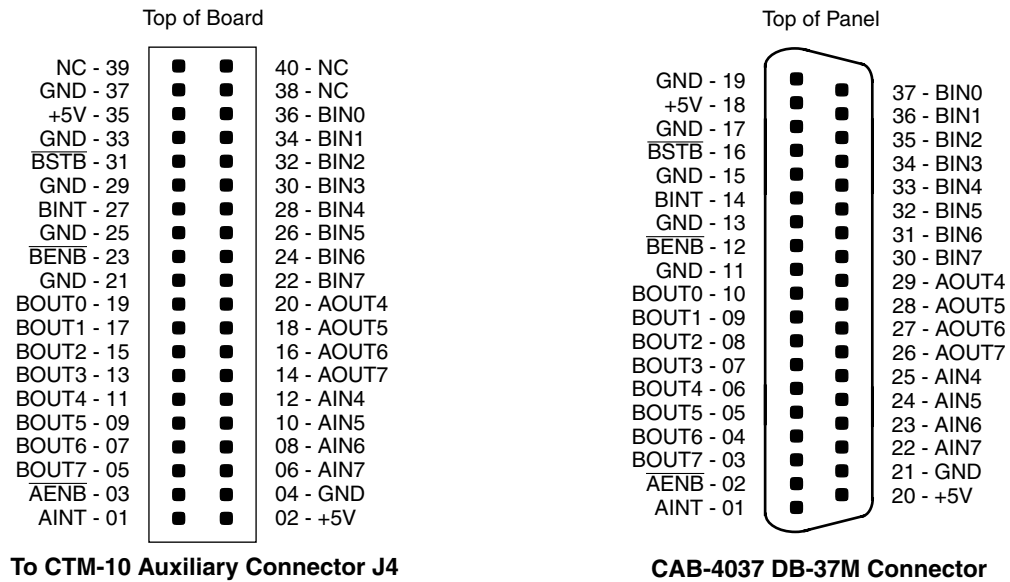 Top of Board
NC - 39
GND - 37
+5V - 35
GND - 33
BSTB - 31
GND - 29
BINT - 27
GND - 25
BENB - 23
GND - 21
BOUT0 - 19
BOUT1 - 17
BOUT2 - 15
BOUT3 - 13
BOUT4 - 11
BOUT5 - 09
BOUT6 - 07
BOUT7 - 05
AENB - 03
AINT - 01
40 - NC
38 - NC
36 - BIN0
34 - BIN1
32 - BIN2
30 - BIN3
28 - BIN4
26 - BIN5
24 - BIN6
22 - BIN7
20 - AOUT4
18 - AOUT5
16 - AOUT6
14 - AOUT7
12 - AIN4
10 - AIN5
08 - AIN6
06 - AIN7
04 - GND
02 - +5V
To CTM-10 Auxiliary Connector J4
Top of Panel
GND - 19
+5V - 18
GND - 17
BSTB - 16
GND - 15
BINT - 14
GND - 13
BENB - 12
GND - 11
BOUT0 - 10
BOUT1 - 09
BOUT2 - 08
BOUT3 - 07
BOUT4 - 06
BOUT5 - 05
BOUT6 - 04
BOUT7 - 03
AENB - 02
AINT - 01
37 - BIN0
36 - BIN1
35 - BIN2
34 - BIN3
33 - BIN4
32 - BIN5
31 - BIN6
30 - BIN7
29 - AOUT4
28 - AOUT5
27 - AOUT6
26 - AOUT7
25 - AIN4
24 - AIN5
23 - AIN6
22 - AIN7
21 - GND
20 - +5V
CAB-4037 DB-37M Connector